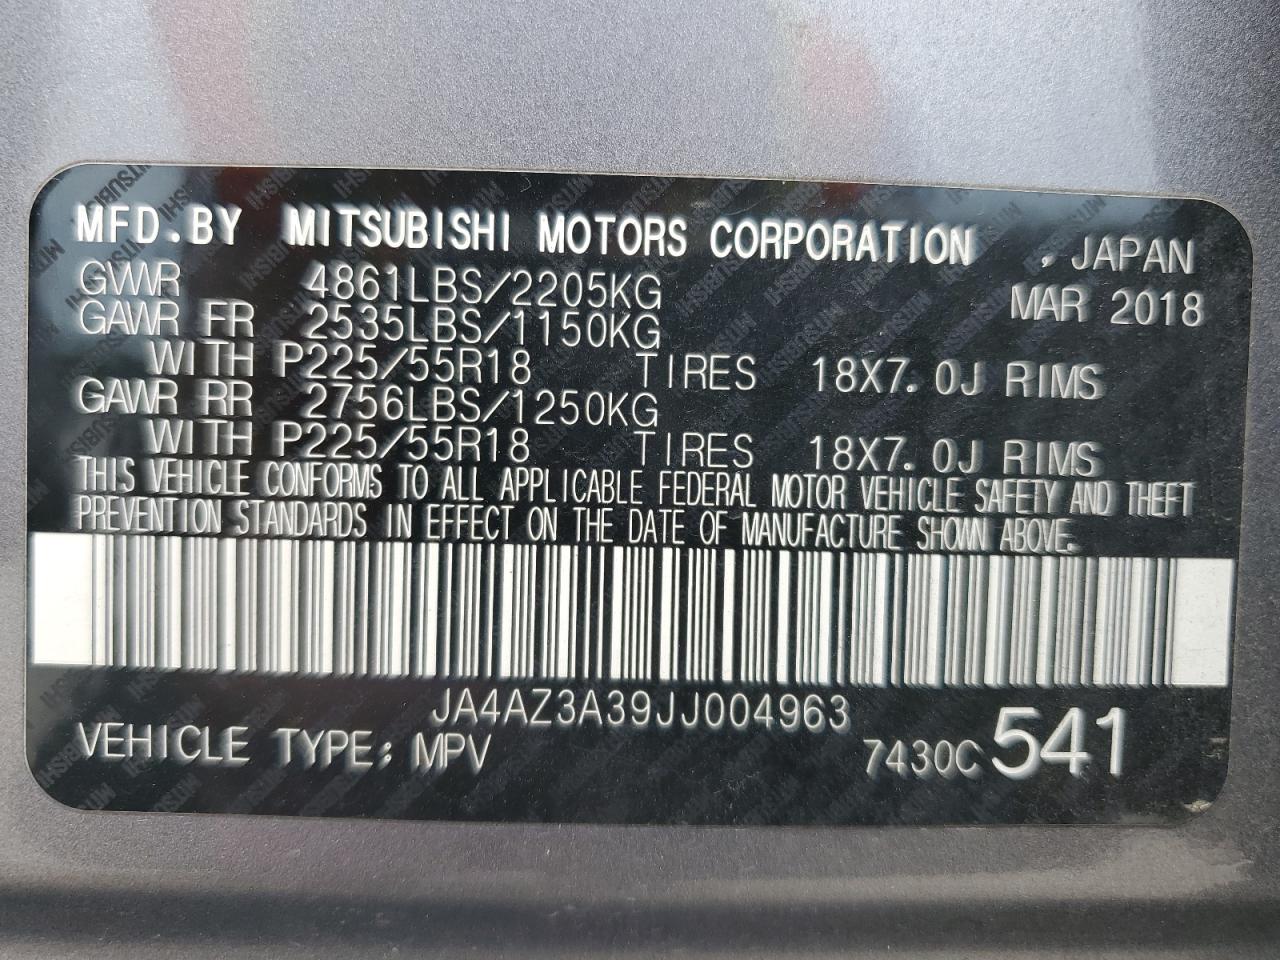 MFD.BY MITSUBISHI MOTORS CORPORATION , JAPAN
GVWR 4861LBS/2205KG MAR 2018
GAWR FR 2535LBS/1150KG
WITH P225/55R18 TIRES 18X7.0J RIMS
GAWR RR 2756LBS/1250KG
WITH P225/55R18 TIRES 18X7.0J RIMS
THIS VEHICLE CONFORMS TO ALL APPLICABLE FEDERAL MOTOR VEHICLE SAFETY AND THEFT
PREVENTION STANDARDS IN EFFECT ON THE DATE OF MANUFACTURE SHOWN ABOVE.
JA4AZ3A39JJ004963
VEHICLE TYPE: MPV 7430C 541